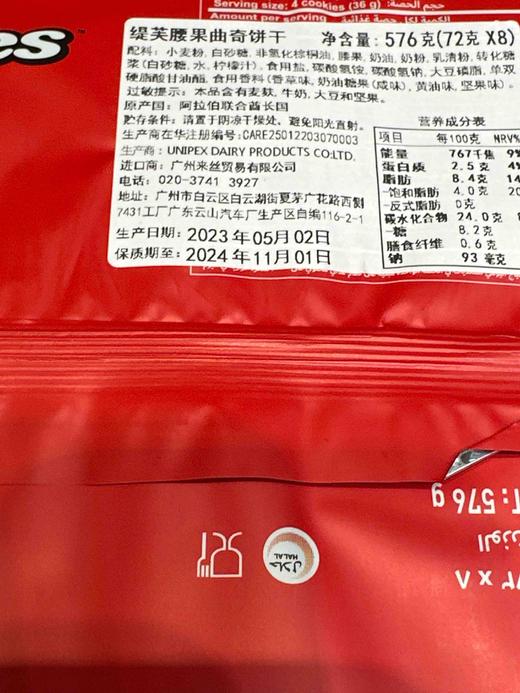 es
Serving size: 4 cookies (36 g) حجم الحصة:
Amount per serving
缇芙腰果曲奇饼干 净含量: 576克(72克 X8)
配料: 小麦粉, 白砂糖, 非氢化棕榈油, 腰果, 奶油, 奶粉, 乳清粉, 转化糖
浆(白砂糖, 水, 柠檬汁), 食用盐, 碳酸氢铵, 碳酸氢钠, 大豆磷脂, 单双
硬脂酸甘油酯, 食用香料(香草味, 奶油糖果(咸味), 黄油味, 坚果味).
过敏提示: 本品含有麦麸, 牛奶, 大豆和坚果.
原产国: 阿拉伯联合酋长国
贮存条件: 请置于阴凉干燥处, 避免阳光直射.
生产商在华注册编号: CARE25012203070003
生产商: UNIPEX DAIRY PRODUCTS CO:LTD.
进口商: 广州来丝贸易有限公司
电话: 020-3741 3927
地址: 广州市白云区白云湖街夏茅广花路西侧
7431工厂广东云山汽车厂生产区自编116-2-1
生产日期: 2023年05月02日
保质期至: 2024年11月01日
营养成分表
项目 每100克 NRV%
能量 767千焦 9%
蛋白质 2.5 克 4%
脂肪 8.4克 14
-饱和脂肪 4.0克 20
-反式脂肪 0克
碳水化合物 24.0克
-糖 8.2克
膳食纤维 0.6克
钠 93 毫克
T: 576 g
الوزن
٨ × ٧٢
حلال
HALAL